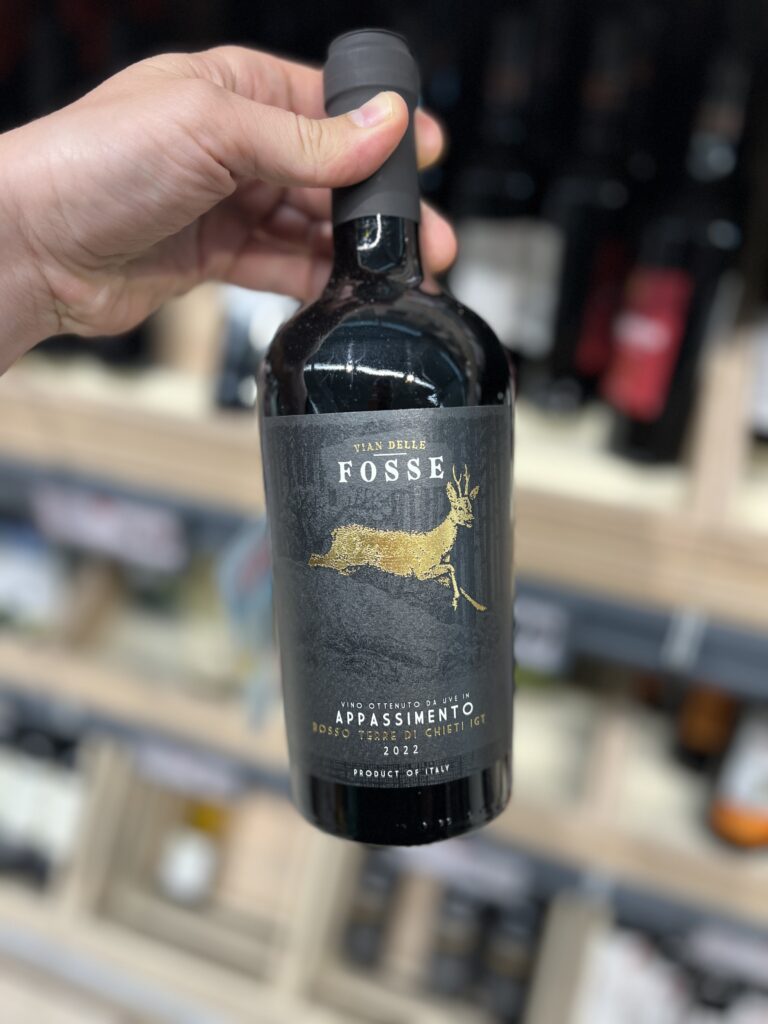 VIAN DELLE
FOSSE
VINO OTTENUTO DA UVE IN
APPASSIMENTO
ROSSO TERRE DI CHIETI IGT
2022
PRODUCT OF ITALY